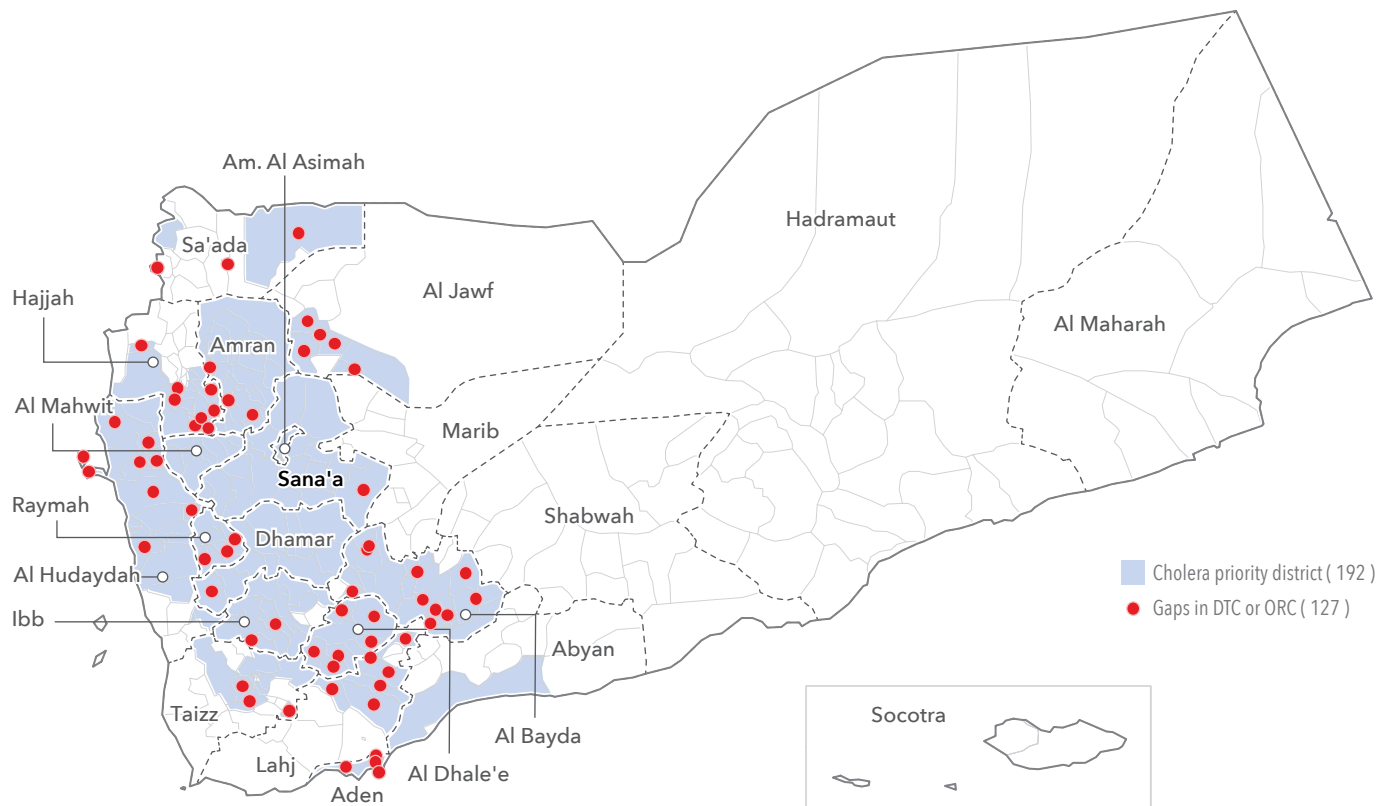 Am. Al Asimah
Hadramaut
Sa'ada
Al Jawf
Hajjah
Al Maharah
Amran
Al Mahwit
Marib
Sana'a
Raymah
Shabwah
Dhamar
Al Hudaydah
Cholera priority district ( 192 )
Gaps in DTC or ORC ( 127 )
Ibb
Abyan
Taizz
Socotra
Al Bayda
Lahj
Al Dhale'e
Aden